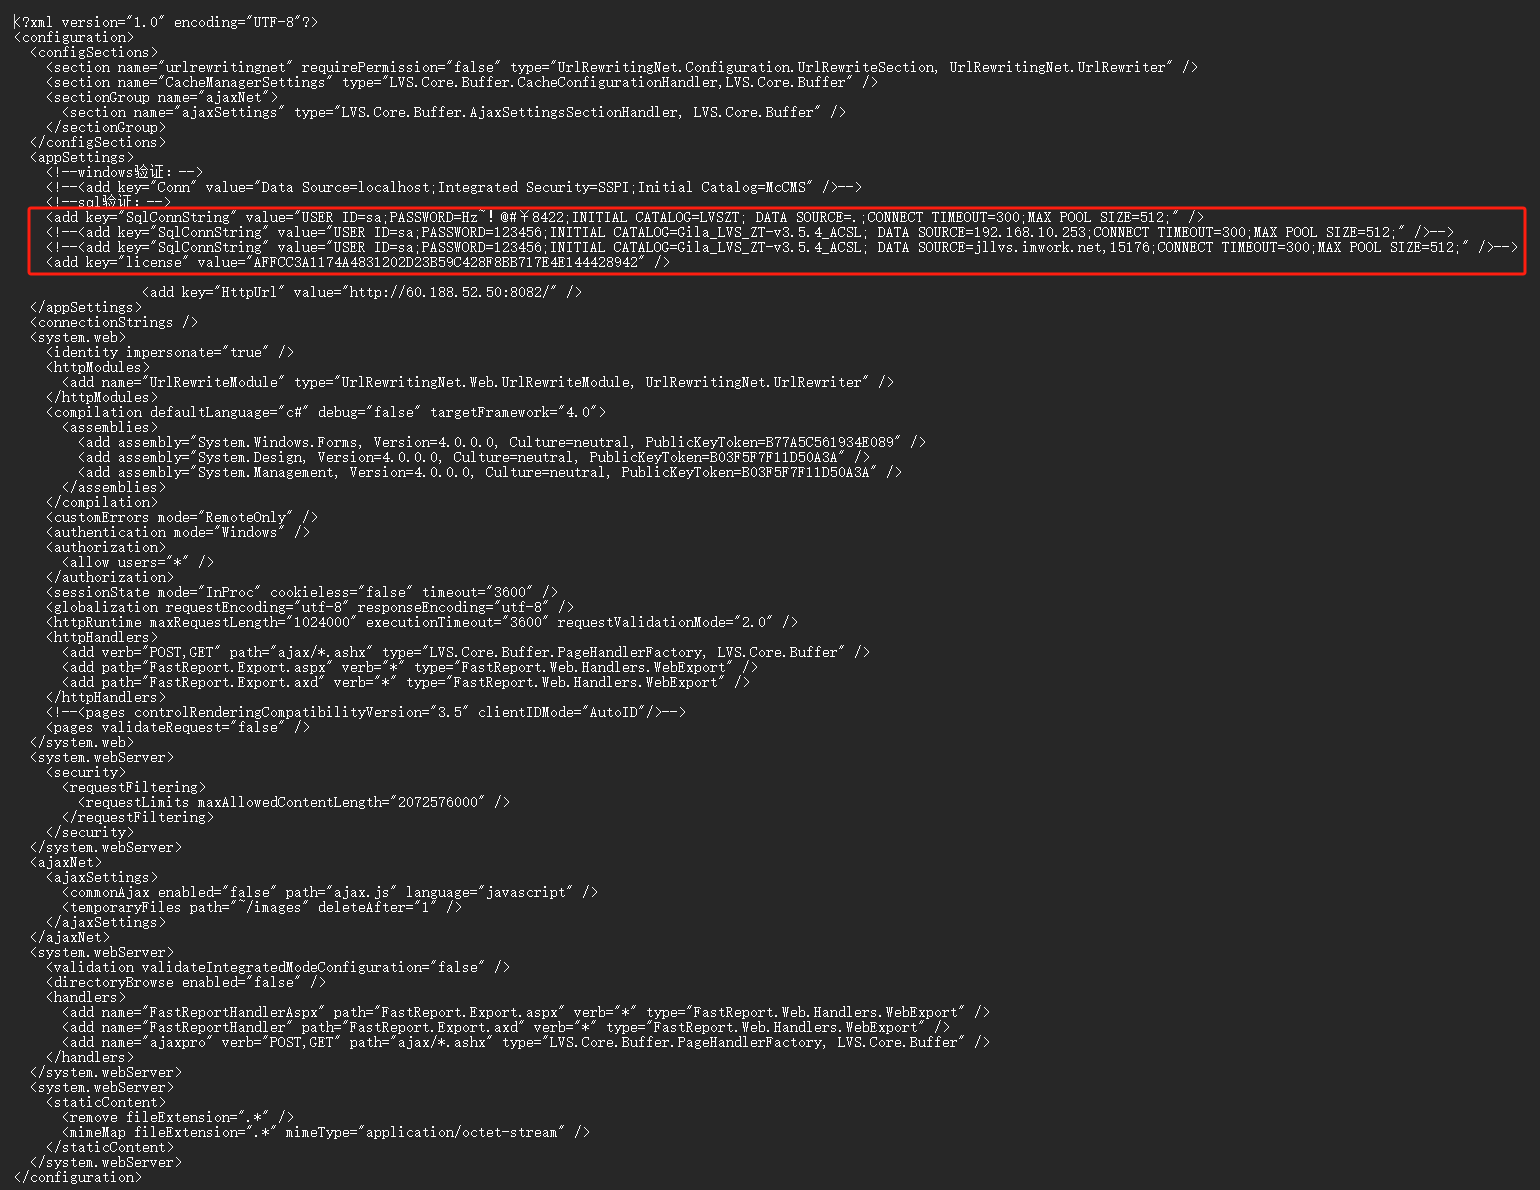 <?xml version="1.0" encoding="UTF-8"?>
<configuration>
  <configSections>
    <section name="urlrewritingnet" requirePermission="false" type="UrlRewritingNet.Configuration.UrlRewriteSection, UrlRewritingNet.UrlRewriter" />
    <section name="CacheManagerSettings" type="LVS.Core.Buffer.CacheConfigurationHandler,LVS.Core.Buffer" />
    <sectionGroup name="ajaxNet">
      <section name="ajaxSettings" type="LVS.Core.Buffer.AjaxSettingsSectionHandler, LVS.Core.Buffer" />
    </sectionGroup>
  </configSections>
  <appSettings>
    <!--windows验证：-->
    <!--<add key="Conn" value="Data Source=localhost;Integrated Security=SSPI;Initial Catalog=McCMS" />-->
    <!--sql验证：-->
    <add key="SqlConnString" value="USER ID=sa;PASSWORD=Hz~！@#￥8422;INITIAL CATALOG=LVSZT; DATA SOURCE=.;CONNECT TIMEOUT=300;MAX POOL SIZE=512;" />
    <!--<add key="SqlConnString" value="USER ID=sa;PASSWORD=123456;INITIAL CATALOG=Gila_LVS_ZT-v3.5.4_ACSL; DATA SOURCE=192.168.10.253;CONNECT TIMEOUT=300;MAX POOL SIZE=512;" />-->
    <!--<add key="SqlConnString" value="USER ID=sa;PASSWORD=123456;INITIAL CATALOG=Gila_LVS_ZT-v3.5.4_ACSL; DATA SOURCE=jllvs.imwork.net,15176;CONNECT TIMEOUT=300;MAX POOL SIZE=512;" />-->
    <add key="license" value="AFFCC3A1174A4831202D23B59C428F8BB717E4E144428942" />
                <add key="HttpUrl" value="http://60.188.52.50:8082/" />
  </appSettings>
  <connectionStrings />
  <system.web>
    <identity impersonate="true" />
    <httpModules>
      <add name="UrlRewriteModule" type="UrlRewritingNet.Web.UrlRewriteModule, UrlRewritingNet.UrlRewriter" />
    </httpModules>
    <compilation defaultLanguage="c#" debug="false" targetFramework="4.0">
      <assemblies>
        <add assembly="System.Windows.Forms, Version=4.0.0.0, Culture=neutral, PublicKeyToken=B77A5C561934E089" />
        <add assembly="System.Design, Version=4.0.0.0, Culture=neutral, PublicKeyToken=B03F5F7F11D50A3A" />
        <add assembly="System.Management, Version=4.0.0.0, Culture=neutral, PublicKeyToken=B03F5F7F11D50A3A" />
      </assemblies>
    </compilation>
    <customErrors mode="RemoteOnly" />
    <authentication mode="Windows" />
    <authorization>
      <allow users="*" />
    </authorization>
    <sessionState mode="InProc" cookieless="false" timeout="3600" />
    <globalization requestEncoding="utf-8" responseEncoding="utf-8" />
    <httpRuntime maxRequestLength="1024000" executionTimeout="3600" requestValidationMode="2.0" />
    <httpHandlers>
      <add verb="POST,GET" path="ajax/*.ashx" type="LVS.Core.Buffer.PageHandlerFactory, LVS.Core.Buffer" />
      <add path="FastReport.Export.aspx" verb="*" type="FastReport.Web.Handlers.WebExport" />
      <add path="FastReport.Export.axd" verb="*" type="FastReport.Web.Handlers.WebExport" />
    </httpHandlers>
    <!--<pages controlRenderingCompatibilityVersion="3.5" clientIDMode="AutoID"/>-->
    <pages validateRequest="false" />
  </system.web>
  <system.webServer>
    <security>
      <requestFiltering>
        <requestLimits maxAllowedContentLength="2072576000" />
      </requestFiltering>
    </security>
  </system.webServer>
  <ajaxNet>
    <ajaxSettings>
      <commonAjax enabled="false" path="ajax.js" language="javascript" />
      <temporaryFiles path="~/images" deleteAfter="1" />
    </ajaxSettings>
  </ajaxNet>
  <system.webServer>
    <validation validateIntegratedModeConfiguration="false" />
    <directoryBrowse enabled="false" />
    <handlers>
      <add name="FastReportHandlerAspx" path="FastReport.Export.aspx" verb="*" type="FastReport.Web.Handlers.WebExport" />
      <add name="FastReportHandler" path="FastReport.Export.axd" verb="*" type="FastReport.Web.Handlers.WebExport" />
      <add name="ajaxpro" verb="POST,GET" path="ajax/*.ashx" type="LVS.Core.Buffer.PageHandlerFactory, LVS.Core.Buffer" />
    </handlers>
  </system.webServer>
  <system.webServer>
    <staticContent>
      <remove fileExtension=".*" />
      <mimeMap fileExtension=".*" mimeType="application/octet-stream" />
    </staticContent>
  </system.webServer>
</configuration>